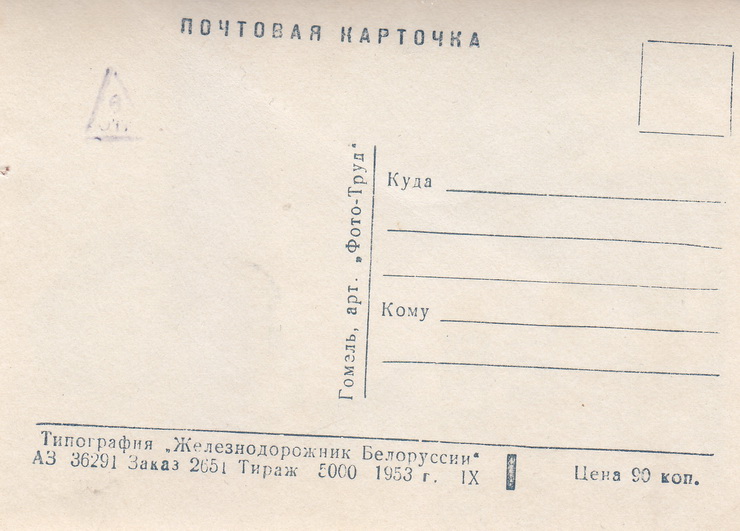 ПОЧТОВАЯ КАРТОЧКА
Куда
Кому
Гомель, арт. „Фото-Труд“
Типография „Железнодорожник Белоруссии“
АЗ 36291 Заказ 2651 Тираж 5000 1953 г. IX
Цена 90 коп.